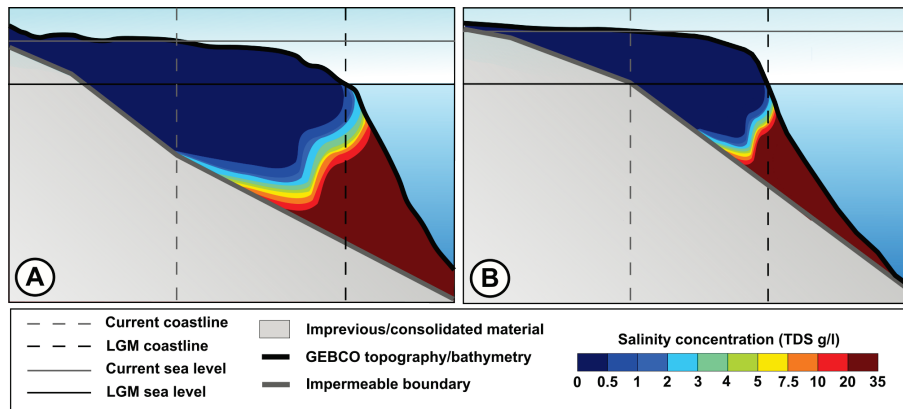 A
B
Current coastline
LGM coastline
Current sea level
LGM sea level
Imprevious/consolidated material
GEBCO topography/bathymetry
Impermeable boundary
Salinity concentration (TDS g/l)
0 0.5 1 2 3 4 5 7.5 10 20 35